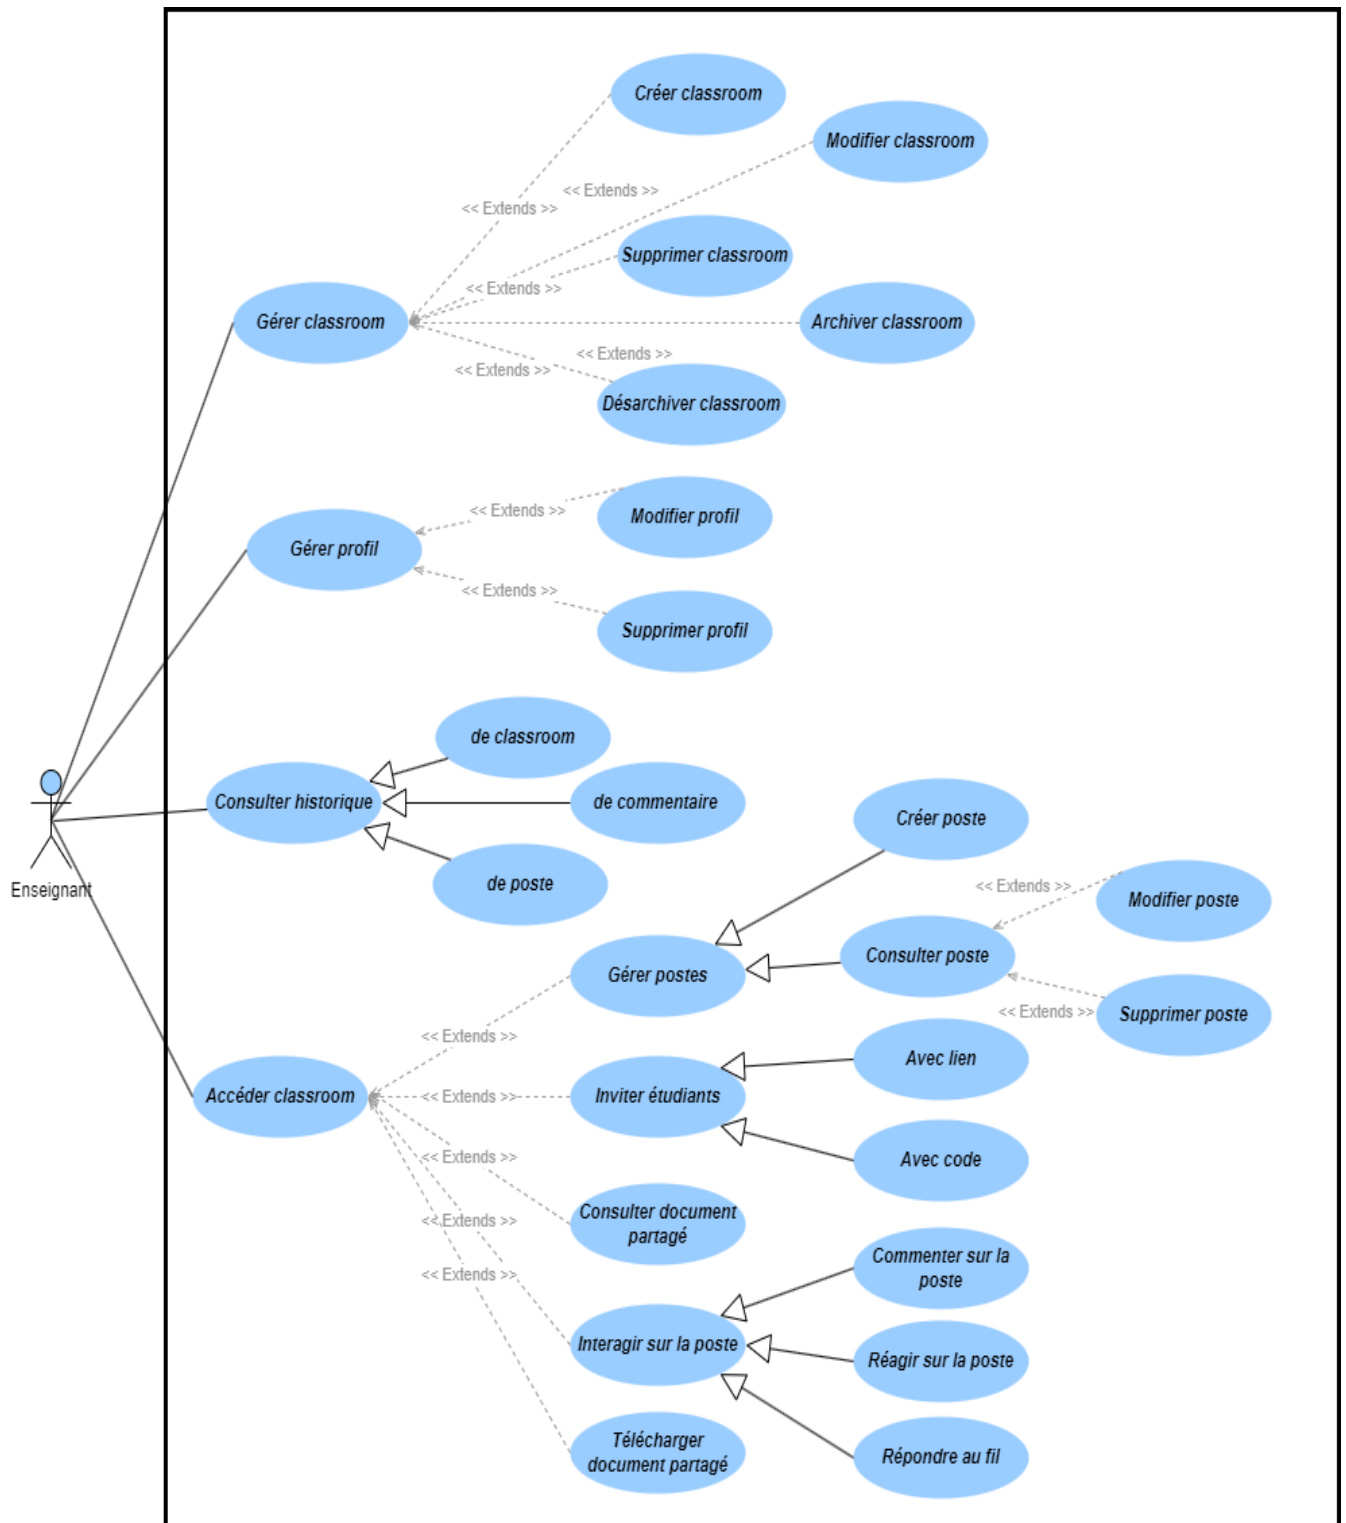 Créer classroom
Modifier classroom
<< Extends >>
<< Extends >>
Supprimer classroom
<< Extends >>
Gérer classroom
Archiver classroom
<< Extends >>
<< Extends >>
Désarchiver classroom
<< Extends >>
Modifier profil
Gérer profil
<< Extends >>
Supprimer profil
de classroom
Consulter historique
de commentaire
Créer poste
de poste
Enseignant
<< Extends >>
Modifier poste
Gérer postes
Consulter poste
<< Extends >>
Supprimer poste
<< Extends >>
Avec lien
Accéder classroom
<< Extends >>
Inviter étudiants
<< Extends >>
Avec code
Consulter document
partagé
<< Extends >>
Commenter sur la
poste
<< Extends >>
Interagir sur la poste
Réagir sur la poste
Télécharger
document partagé
Répondre au fil